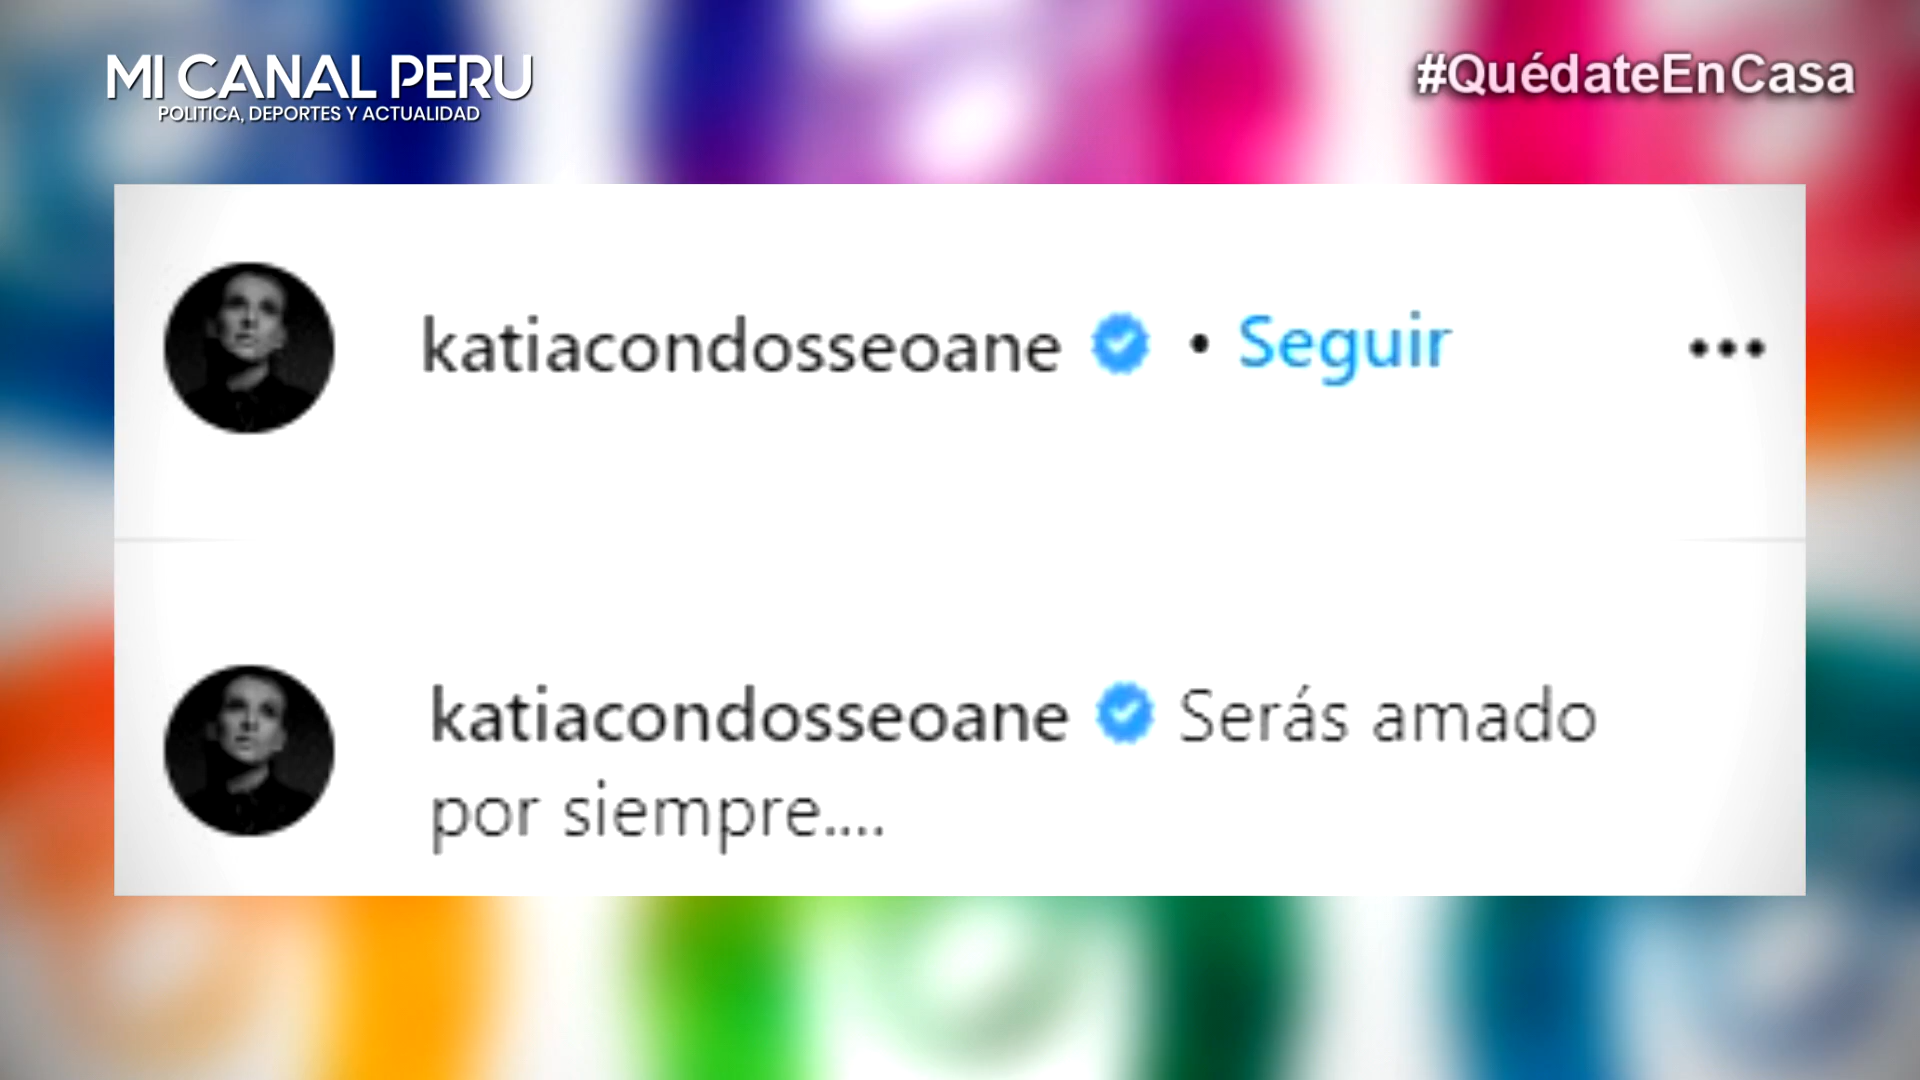 MI CANAL PERU
POLITICA, DEPORTES Y ACTUALIDAD
#QuédateEnCasa
katiacondosseoane • Seguir
katiacondosseoane Serás amado
por siempre....